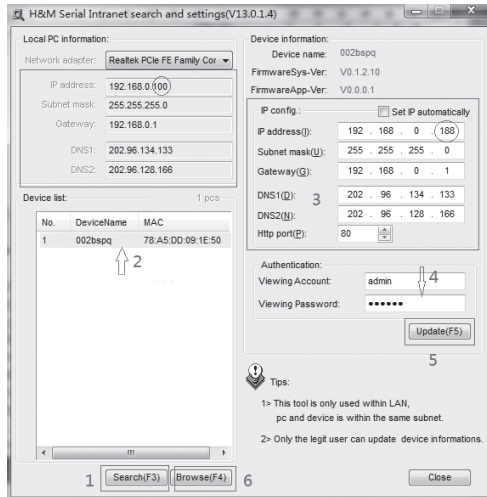 H&M Serial Intranet search and settings(V13.0.1.4)
Local PC information:
Network adapter: Realtek PCIe FE Family Cor
IP address: 192.168.0.100
Subnet mask: 255.255.255.0
Gateway: 192.168.0.1
DNS1: 202.96.134.133
DNS2: 202.96.128.166
Device list: 1 pcs
No. DeviceName MAC
1 002bspq 78:A5:DD:09:1E:50
2
1 Search(F3) Browse(F4) 6
Device information:
Device name: 002bspq
FirmwareSys-Ver: V0.1.2.10
FirmwareApp-Ver: V0.0.0.1
IP config.: Set IP automatically
IP address(I): 192 . 168 . 0 . 188
Subnet mask(U): 255 . 255 . 255 . 0
Gateway(G): 192 . 168 . 0 . 1
3
DNS1(D): 202 . 96 . 134 . 133
DNS2(N): 202 . 96 . 128 . 166
Http port(P): 80
Authentication:
Viewing Account: admin
4
Viewing Password: ●●●●●●
Update(F5)
5
Tips:
1> This tool is only used within LAN,
pc and device is within the same subnet.
2> Only the legit user can update device informations.
Close